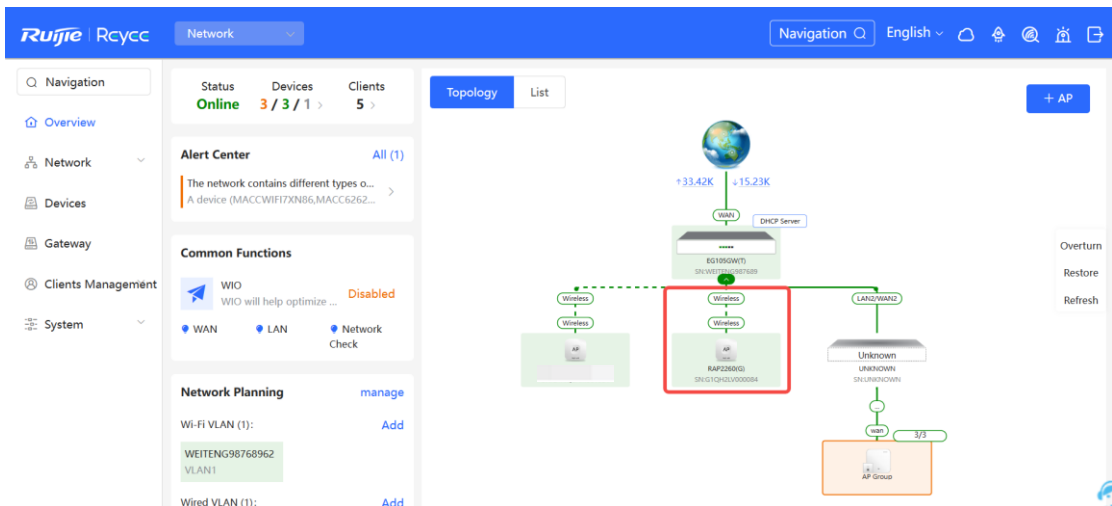 Ruijie | Rcycc
Network
Navigation
English
Navigation
Overview
Network
Devices
Gateway
Clients Management
System
Status Devices Clients
Online 3 / 3 / 1 > 5 >
Alert Center All (1)
The network contains different types o...
A device (MACCWIFI7XN86,MACC6262...
Common Functions
WIO
WIO will help optimize ...
Disabled
WAN LAN Network Check
Network Planning manage
Wi-Fi VLAN (1): Add
WEITENG98768962
VLAN1
Wired VLAN (1): Add
Topology List
+ AP
↑33.42K ↓15.23K
WAN
DHCP Server
EG105GW(T)
SN:WEITENG987689
Wireless Wireless LAN2/WAN2
Wireless Wireless
AP
AP
RAP2260(G)
SN:G1QH2LV000084
Unknown
UNKNOWN
SN:UNKNOWN
...
wan 3/3
AP Group
Overturn
Restore
Refresh